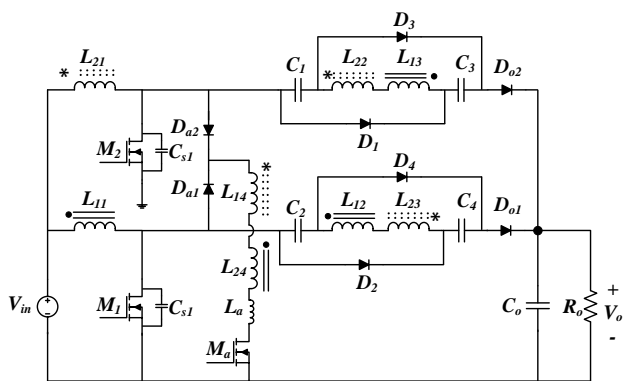 D3
* L21
C1
* L22
L13
C3
Do2
M2
Cs1
Da2
D1
*
D4
L11
Da1
L14
C2
L12
L23 *
C4
Do1
L24
D2
Vin
+
-
M1
Cs1
La
Ma
Co
Ro
+
Vo
-